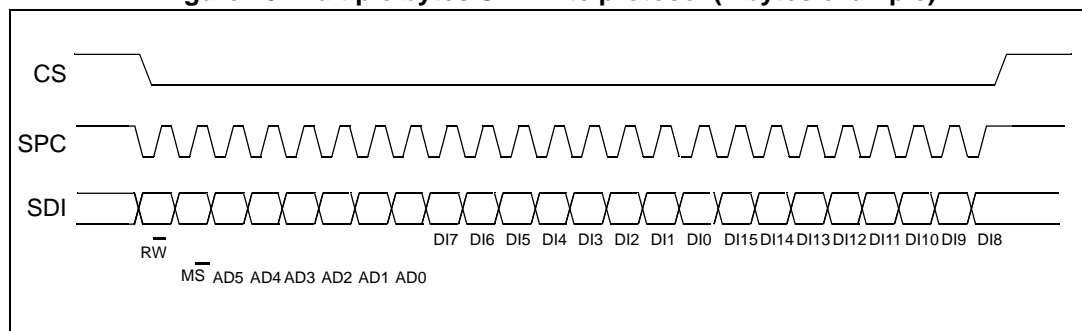 CS
SPC
SDI
RW DI7 DI6 DI5 DI4 DI3 DI2 DI1 DI0 DI15 DI14 DI13 DI12 DI11 DI10 DI9 DI8
MS AD5 AD4 AD3 AD2 AD1 AD0